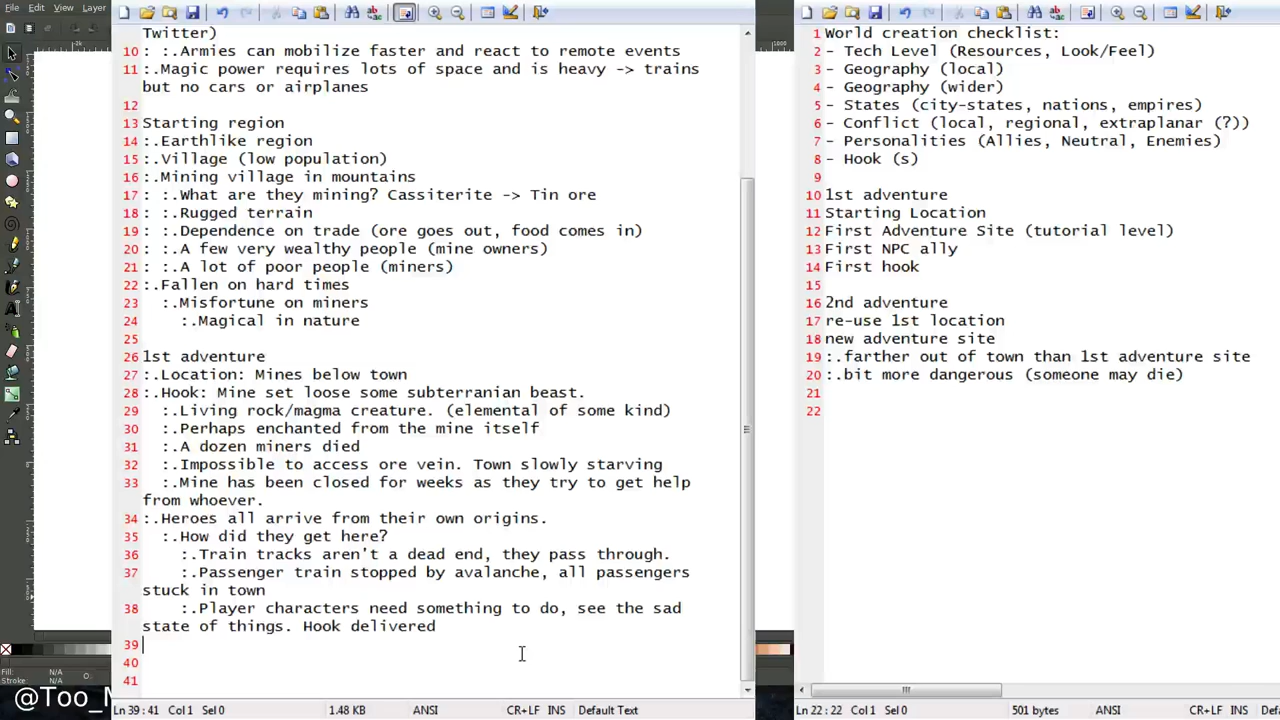 File Edit View Layer
Twitter)
10 : :.Armies can mobilize faster and react to remote events
11 :.Magic power requires lots of space and is heavy -> trains
but no cars or airplanes
12
13 Starting region
14 :.Earthlike region
15 :.Village (low population)
16 :.Mining village in mountains
17 : :.What are they mining? Cassiterite -> Tin ore
18 : :.Rugged terrain
19 : :.Dependence on trade (ore goes out, food comes in)
20 : :.A few very wealthy people (mine owners)
21 : :.A lot of poor people (miners)
22 :.Fallen on hard times
23 :.Misfortune on miners
24 :.Magical in nature
25
26 1st adventure
27 :.Location: Mines below town
28 :.Hook: Mine set loose some subterranian beast.
29 :.Living rock/magma creature. (elemental of some kind)
30 :.Perhaps enchanted from the mine itself
31 :.A dozen miners died
32 :.Impossible to access ore vein. Town slowly starving
33 :.Mine has been closed for weeks as they try to get help
from whoever.
34 :.Heroes all arrive from their own origins.
35 :.How did they get here?
36 :.Train tracks aren't a dead end, they pass through.
37 :.Passenger train stopped by avalanche, all passengers
stuck in town
38 :.Player characters need something to do, see the sad
state of things. Hook delivered
39
40
41
Fill: N/A
Stroke: N/A
@Too_M
Ln 39 : 41 Col 1 Sel 0 1.48 KB ANSI CR+LF INS Default Text
1 World creation checklist:
2 - Tech Level (Resources, Look/Feel)
3 - Geography (local)
4 - Geography (wider)
5 - States (city-states, nations, empires)
6 - Conflict (local, regional, extraplanar (?))
7 - Personalities (Allies, Neutral, Enemies)
8 - Hook (s)
9
10 1st adventure
11 Starting Location
12 First Adventure Site (tutorial level)
13 First NPC ally
14 First hook
15
16 2nd adventure
17 re-use 1st location
18 new adventure site
19 :.farther out of town than 1st adventure site
20 :.bit more dangerous (someone may die)
21
22
Ln 22 : 22 Col 1 Sel 0 501 bytes ANSI CR+LF INS Defau